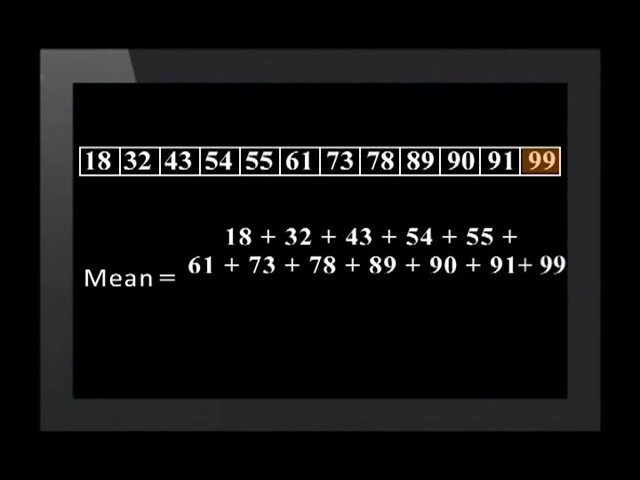 18 32 43 54 55 61 73 78 89 90 91 99
18 + 32 + 43 + 54 + 55 +
61 + 73 + 78 + 89 + 90 + 91+ 99
Mean =